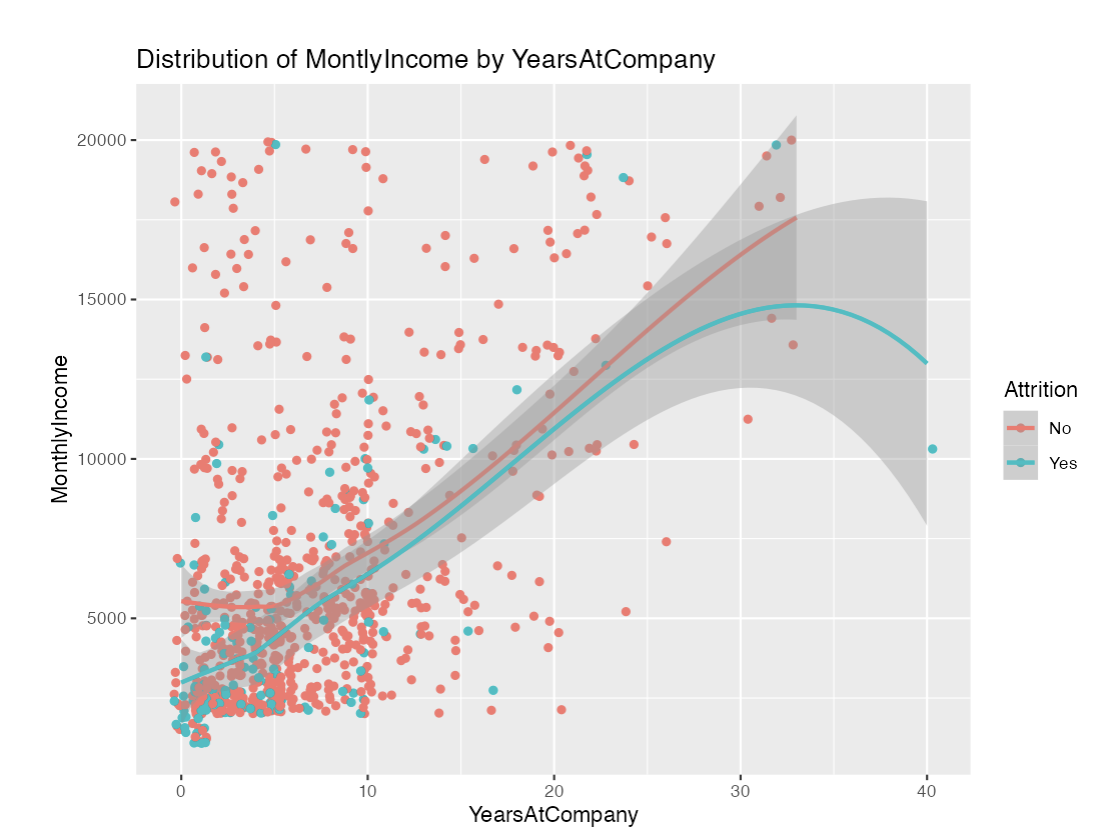 Distribution of MontlyIncome by YearsAtCompany
20000
15000
10000
5000
MonthlyIncome
0 10 20 30 40
YearsAtCompany
Attrition
No
Yes